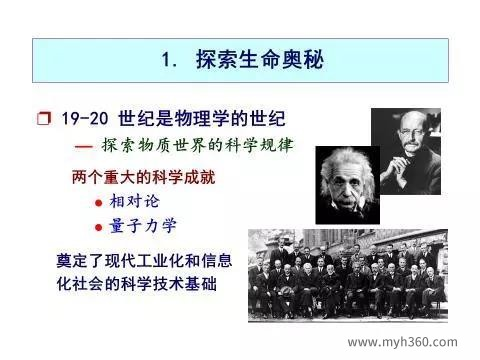 1. 探索生命奥秘
❒ 19-20 世纪是物理学的世纪
— 探索物质世界的科学规律
两个重大的科学成就
• 相对论
• 量子力学
奠定了现代工业化和信息
化社会的科学技术基础
www.myh360.com